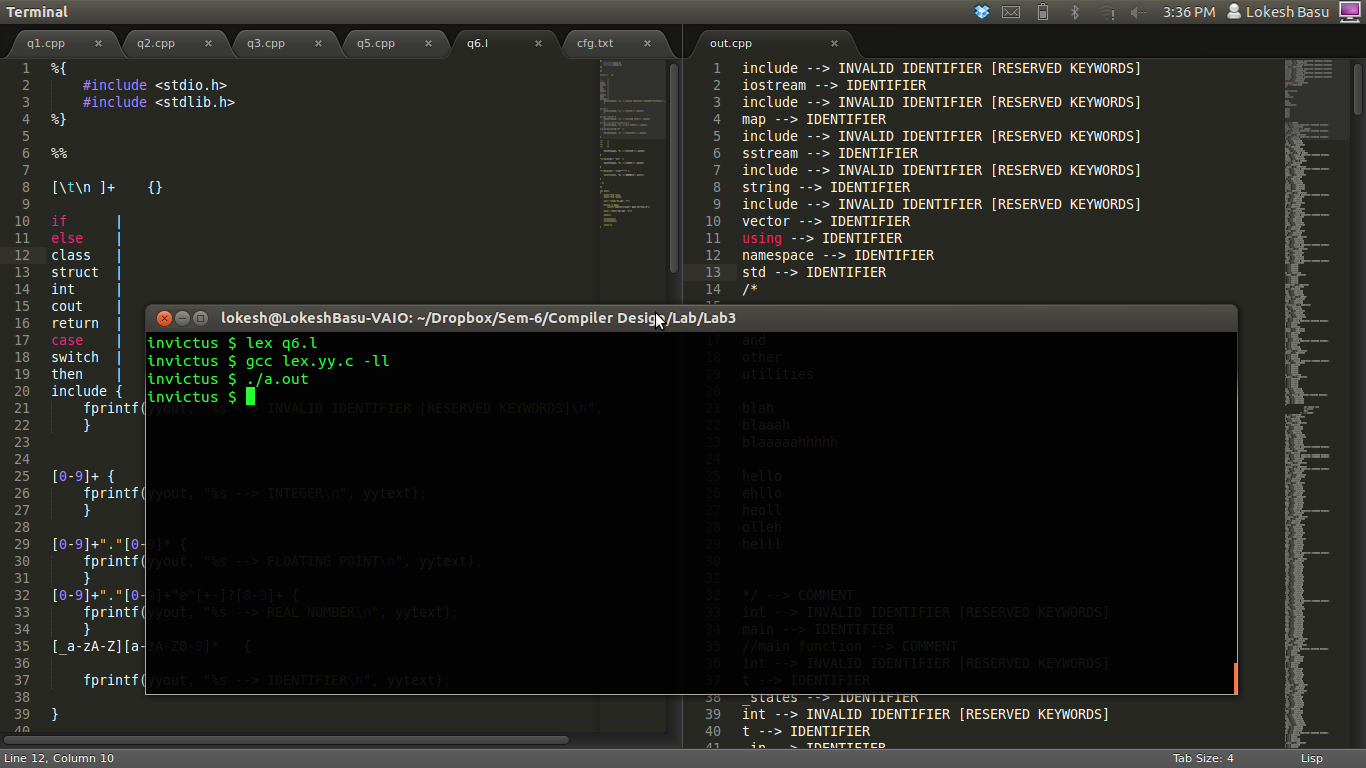 Terminal 3:36 PM Lokesh Basu
q1.cpp × q2.cpp × q3.cpp × q5.cpp × q6.l × cfg.txt × out.cpp ×
1 %{
2 #include <stdio.h>
3 #include <stdlib.h>
4 %}
5
6 %%
7
8 [\t\n ]+ {}
9
10 if |
11 else |
12 class |
13 struct |
14 int |
15 cout |
16 return |
17 case |
18 switch |
19 then |
20 include {
21 fprintf(yyout, "%s --> INVALID IDENTIFIER [RESERVED KEYWORDS]\n",
22 }
23
24
25 [0-9]+ {
26 fprintf(yyout, "%s --> INTEGER\n", yytext);
27 }
28
29 [0-9]+"."[0-9]* {
30 fprintf(yyout, "%s --> FLOATING POINT\n", yytext);
31 }
32 [0-9]+"."[0-9]+"e"[+-]?[0-9]+ {
33 fprintf(yyout, "%s --> REAL NUMBER\n", yytext);
34 }
35 [_a-zA-Z][a-zA-Z0-9]* {
36
37 fprintf(yyout, "%s --> IDENTIFIER\n", yytext);
38
39 }
40
1 include --> INVALID IDENTIFIER [RESERVED KEYWORDS]
2 iostream --> IDENTIFIER
3 include --> INVALID IDENTIFIER [RESERVED KEYWORDS]
4 map --> IDENTIFIER
5 include --> INVALID IDENTIFIER [RESERVED KEYWORDS]
6 sstream --> IDENTIFIER
7 include --> INVALID IDENTIFIER [RESERVED KEYWORDS]
8 string --> IDENTIFIER
9 include --> INVALID IDENTIFIER [RESERVED KEYWORDS]
10 vector --> IDENTIFIER
11 using --> IDENTIFIER
12 namespace --> IDENTIFIER
13 std --> IDENTIFIER
14 /*
17 and
18 other
19 utilities
20
21 blah
22 blaaah
23 blaaaaahhhhh
24
25 hello
26 ehllo
27 heoll
28 olleh
29 helll
30
31
32 */ --> COMMENT
33 int --> INVALID IDENTIFIER [RESERVED KEYWORDS]
34 main --> IDENTIFIER
35 //main function --> COMMENT
36 int --> INVALID IDENTIFIER [RESERVED KEYWORDS]
37 t --> IDENTIFIER
38 _states --> IDENTIFIER
39 int --> INVALID IDENTIFIER [RESERVED KEYWORDS]
40 t --> IDENTIFIER
41 _in --> IDENTIFIER
lokesh@LokeshBasu-VAIO: ~/Dropbox/Sem-6/Compiler Design/Lab/Lab3
invictus $ lex q6.l
invictus $ gcc lex.yy.c -ll
invictus $ ./a.out
invictus $
Line 12, Column 10 Tab Size: 4 Lisp